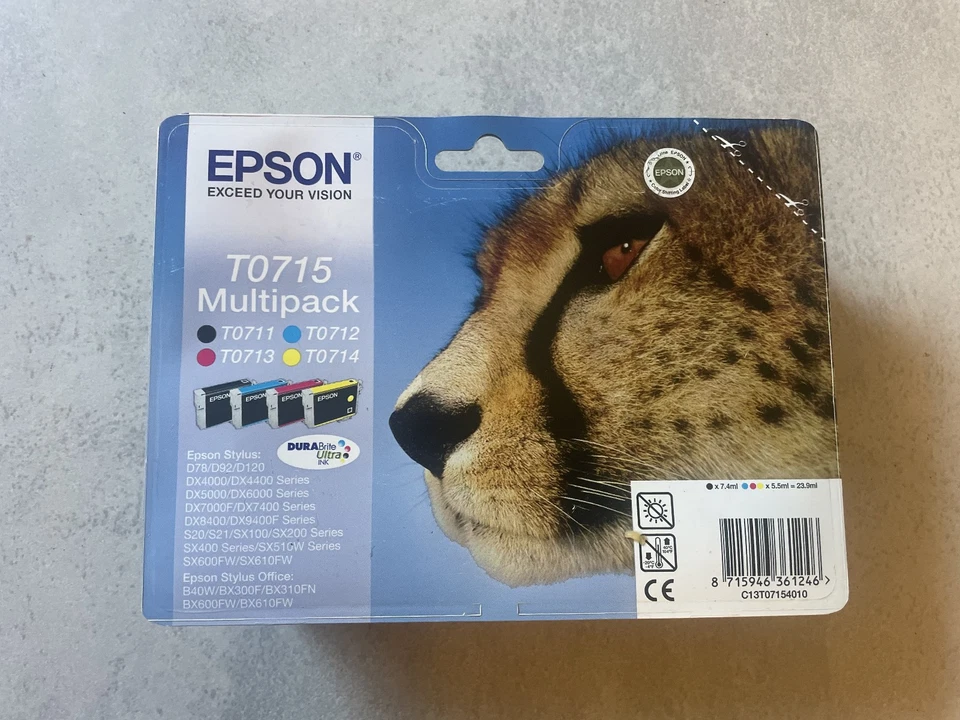 EPSON®
EXCEED YOUR VISION
T0715
Multipack
T0711 T0712
T0713 T0714
EPSON EPSON EPSON EPSON
DURABrite
Ultra
INK
Epson Stylus:
D78/D92/D120
DX4000/DX4400 Series
DX5000/DX6000 Series
DX7000F/DX7400 Series
DX8400/DX9400F Series
S20/S21/SX100/SX200 Series
SX400 Series/SX515W Series
SX600FW/SX610FW
Epson Stylus Office:
B40W/BX300F/BX310FN
BX600FW/BX610FW
EPSON
EPSON
x 7.4ml x 5.5ml = 23.9ml
CE
8 715946 361246 >
C13T07154010